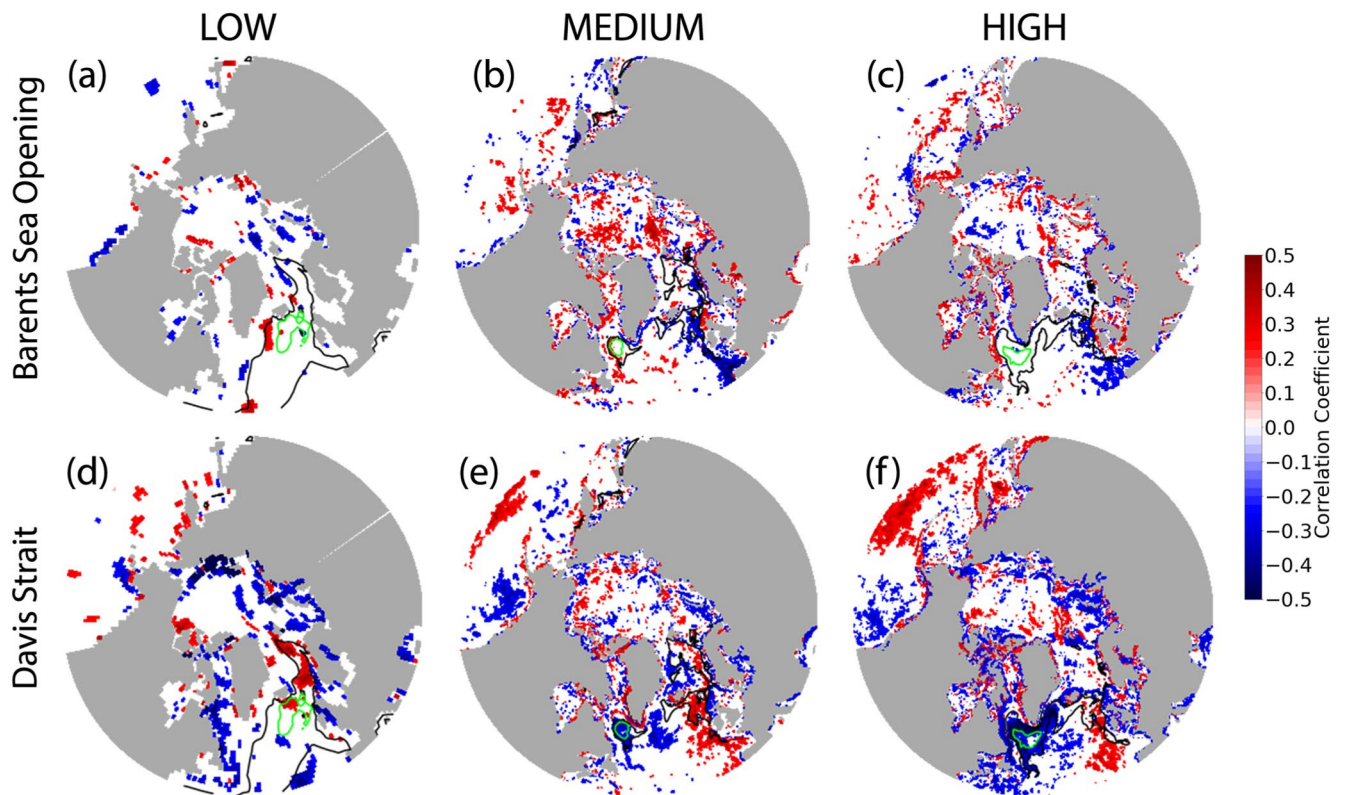 LOW MEDIUM HIGH
Barents Sea Opening
(a) (b) (c)
Davis Strait
(d) (e) (f)
0.5
0.4
0.3
0.2
0.1
0.0
−0.1
−0.2
−0.3
−0.4
−0.5
Correlation Coefficient